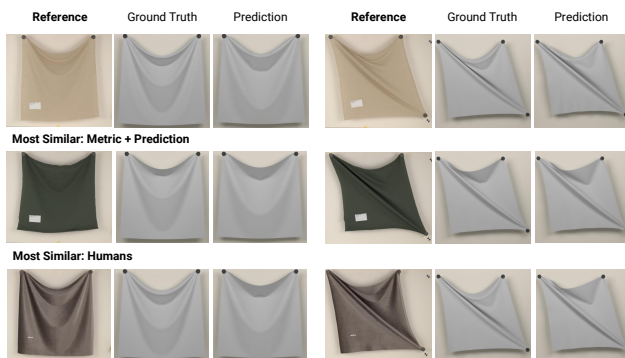 Reference Ground Truth Prediction Reference Ground Truth Prediction
Most Similar: Metric + Prediction
Most Similar: Humans